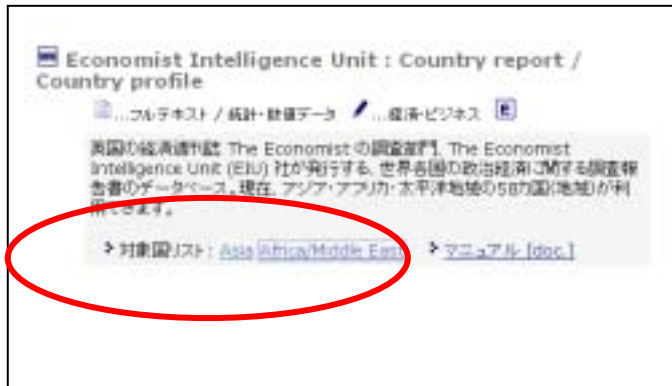 Economist Intelligence Unit : Country report /
Country profile
…フルテキスト / 統計・数値データ …経済・ビジネス E
英国の経済週刊誌 The Economist の調査部門, The Economist
Intelligence Unit (EIU) 社が発行する、世界各国の政治経済に関する調査報
告書のデータベース。現在、アジア・アフリカ・太平洋地域の58カ国(地域)が利
用できます。
対象国リスト : Asia Africa/Middle East マニュアル [doc.]